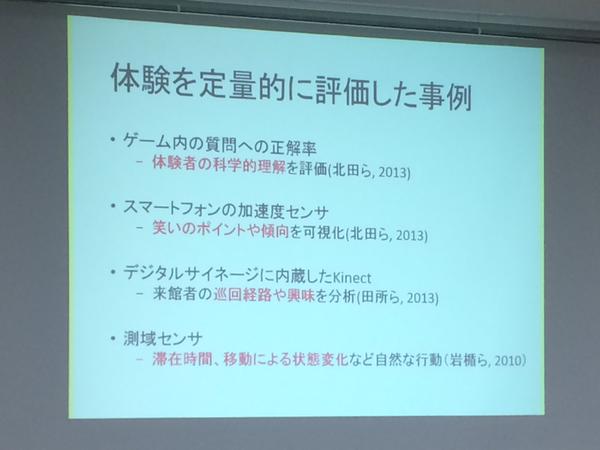 体験を定量的に評価した事例
• ゲーム内の質問への正解率
– 体験者の科学的理解を評価(北田ら, 2013)
• スマートフォンの加速度センサ
– 笑いのポイントや傾向を可視化(北田ら, 2013)
• デジタルサイネージに内蔵したKinect
– 来館者の巡回経路や興味を分析(田所ら, 2013)
• 測域センサ
– 滞在時間、移動による状態変化など自然な行動（岩楯ら, 2010）